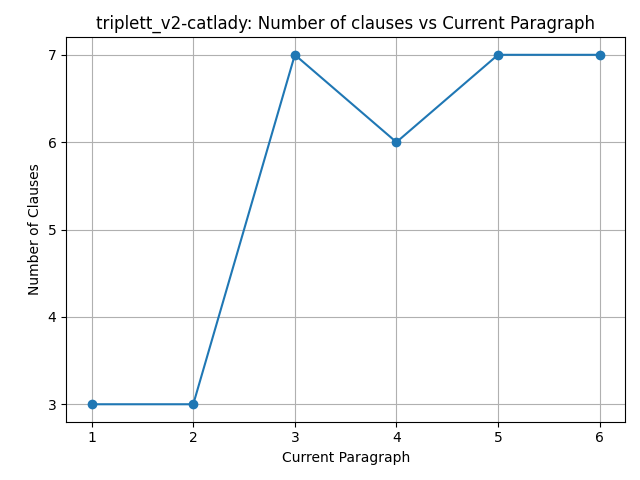 triplett_v2-catlady: Number of clauses vs Current Paragraph
7
6
5
4
3
Number of Clauses
1 2 3 4 5 6
Current Paragraph